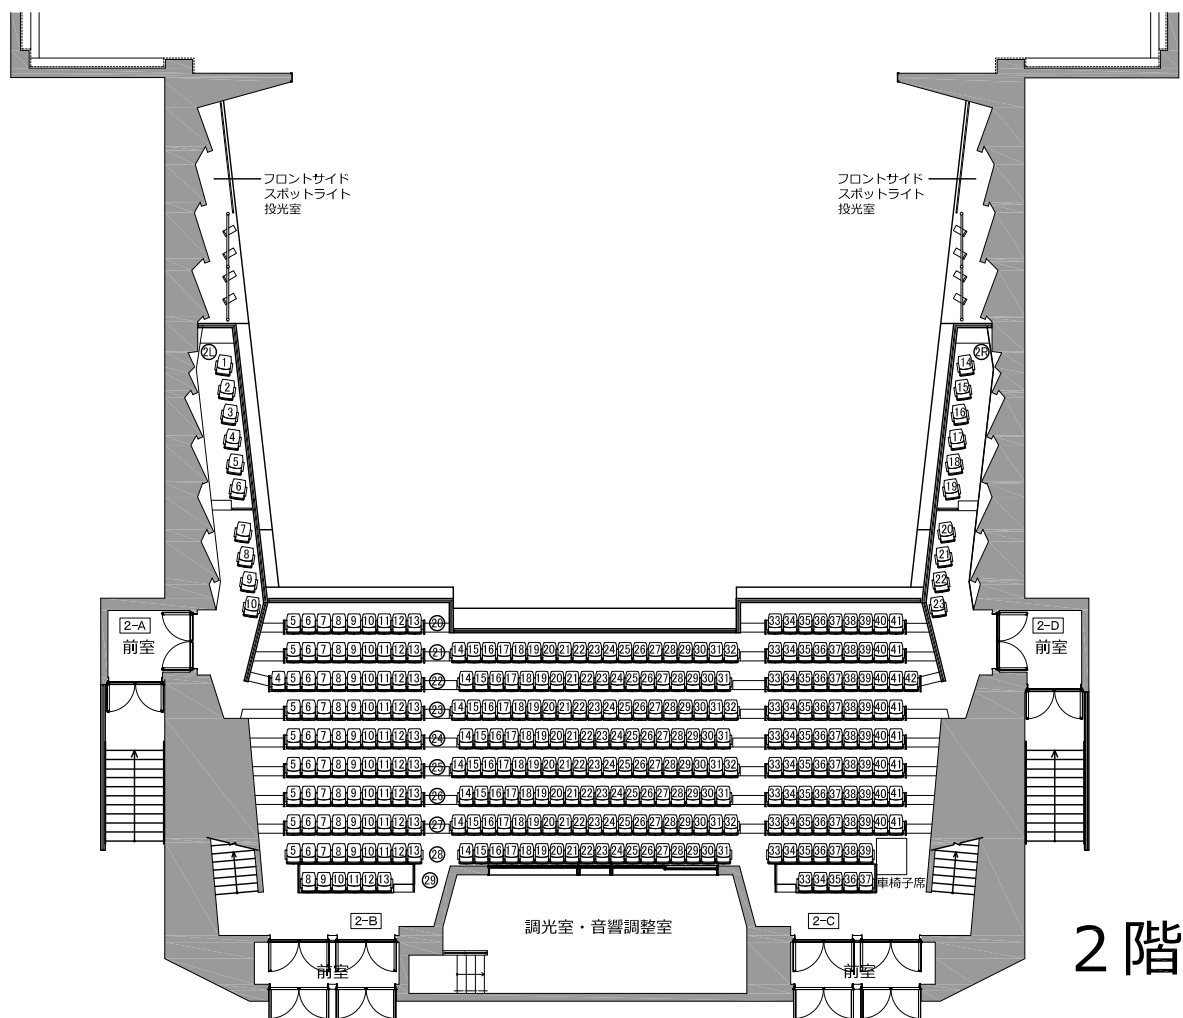 フロントサイド
スポットライト
投光室
フロントサイド
スポットライト
投光室
2L
1
2
3
4
5
6
7
8
9
10
2R
14
15
16
17
18
19
20
21
22
23
2-A
前室
2-D
前室
5 6 7 8 9 10 11 12 13 20 33 34 35 36 37 38 39 40 41
5 6 7 8 9 10 11 12 13 21 14 15 16 17 18 19 20 21 22 23 24 25 26 27 28 29 30 31 32 33 34 35 36 37 38 39 40 41
4 5 6 7 8 9 10 11 12 13 22 14 15 16 17 18 19 20 21 22 23 24 25 26 27 28 29 30 31 33 34 35 36 37 38 39 40 41 42
5 6 7 8 9 10 11 12 13 23 14 15 16 17 18 19 20 21 22 23 24 25 26 27 28 29 30 31 32 33 34 35 36 37 38 39 40 41
5 6 7 8 9 10 11 12 13 24 14 15 16 17 18 19 20 21 22 23 24 25 26 27 28 29 30 31 33 34 35 36 37 38 39 40 41
5 6 7 8 9 10 11 12 13 25 14 15 16 17 18 19 20 21 22 23 24 25 26 27 28 29 30 31 32 33 34 35 36 37 38 39 40 41
5 6 7 8 9 10 11 12 13 26 14 15 16 17 18 19 20 21 22 23 24 25 26 27 28 29 30 31 33 34 35 36 37 38 39 40 41
5 6 7 8 9 10 11 12 13 27 14 15 16 17 18 19 20 21 22 23 24 25 26 27 28 29 30 31 32 33 34 35 36 37 38 39 40 41
5 6 7 8 9 10 11 12 13 28 14 15 16 17 18 19 20 21 22 23 24 25 26 27 28 29 30 31 33 34 35 36 37 38 39
8 9 10 11 12 13 29 33 34 35 36 37 車椅子席
2-B
調光室・音響調整室
2-C
前室
前室
2階